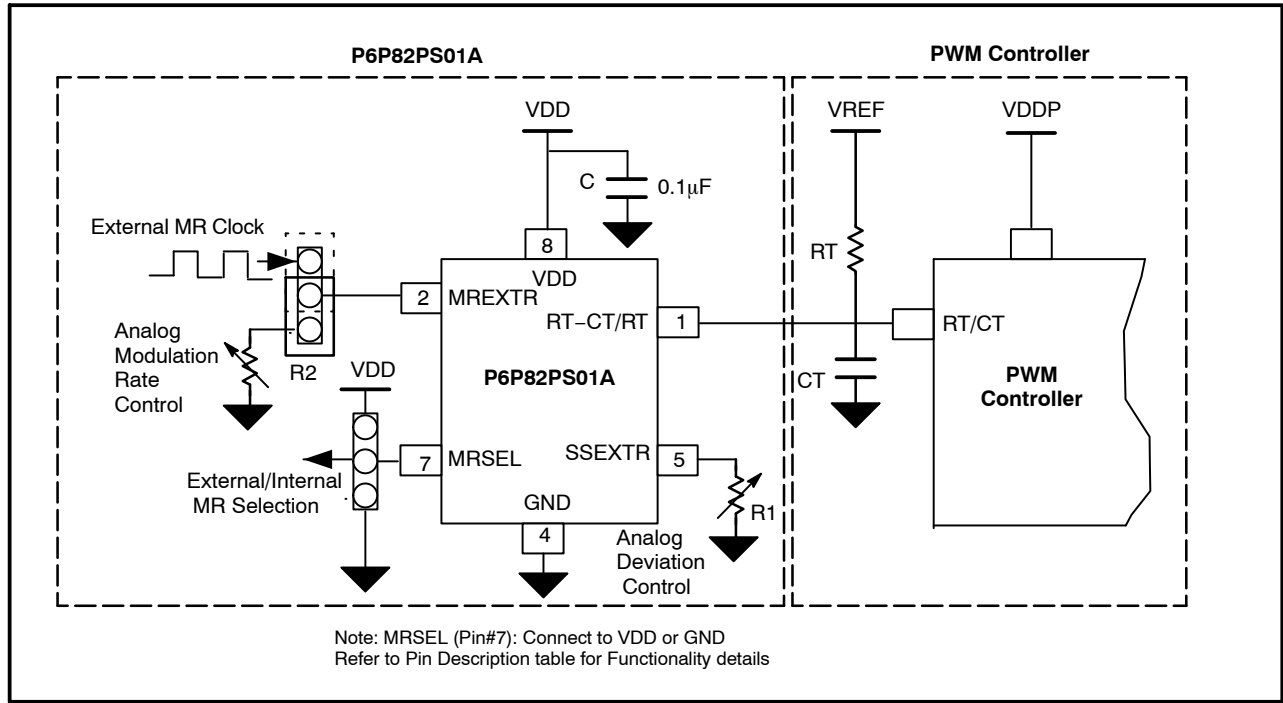 P6P82PS01A
PWM Controller
VDD
VREF
VDDP
C
0.1μF
External MR Clock
8
VDD
RT
2
MREXTR
RT−CT/RT
1
RT/CT
Analog
Modulation
Rate
Control
R2
VDD
P6P82PS01A
CT
PWM
Controller
7
MRSEL
SSEXTR
5
External/Internal
MR Selection
GND
4
R1
Analog
Deviation
Control
Note: MRSEL (Pin#7): Connect to VDD or GND
Refer to Pin Description table for Functionality details